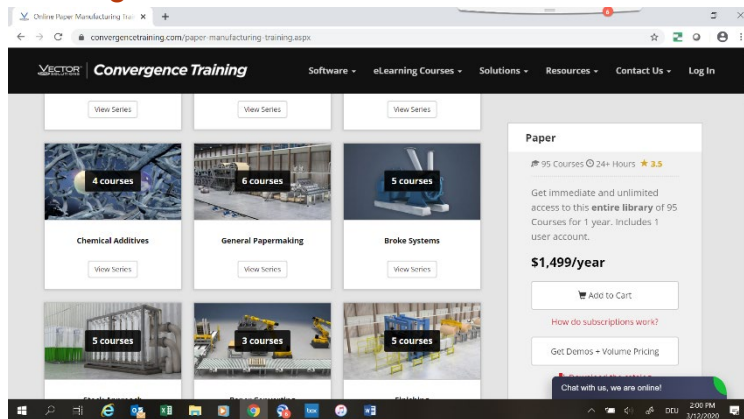 Online Paper Manufacturing Trai
convergencetraining.com/paper-manufacturing-training.aspx
VECTOR SOLUTIONS Convergence Training
Software eLearning Courses Solutions Resources Contact Us Log In
View Series View Series View Series
4 courses 6 courses 5 courses
Chemical Additives General Papermaking Broke Systems
View Series View Series View Series
5 courses 3 courses 5 courses
Paper
95 Courses 24+ Hours 3.5
Get immediate and unlimited
access to this entire library of 95
Courses for 1 year. Includes 1
user account.
$1,499/year
Add to Cart
How do subscriptions work?
Get Demos + Volume Pricing
Download the catalog
Chat with us, we are online!
DEU
2:00 PM
3/12/2020